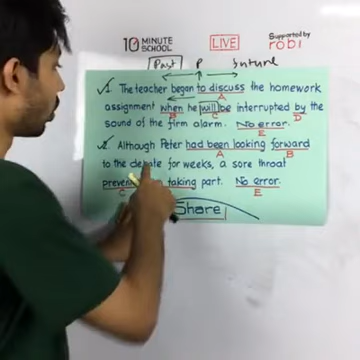 10 MINUTE SCHOOL
LIVE
Supported by
robi
Past P future
1. The teacher began to discuss the homework
A
assignment when he will be interrupted by the
B C D
sound of the firm alarm. No error.
E
2. Although Peter had been looking forward
A B
to the debate for weeks, a sore throat
taking part. No error.
C E
Share